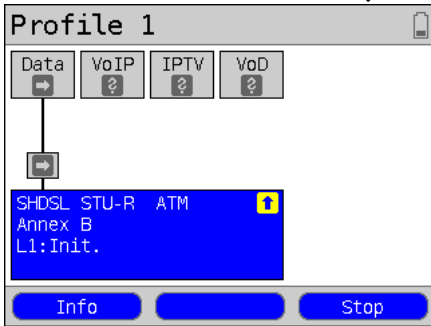 Profile 1
Data VoIP IPTV VoD
? ? ?
SHDSL STU-R ATM
Annex B
L1:Init.
Info Stop